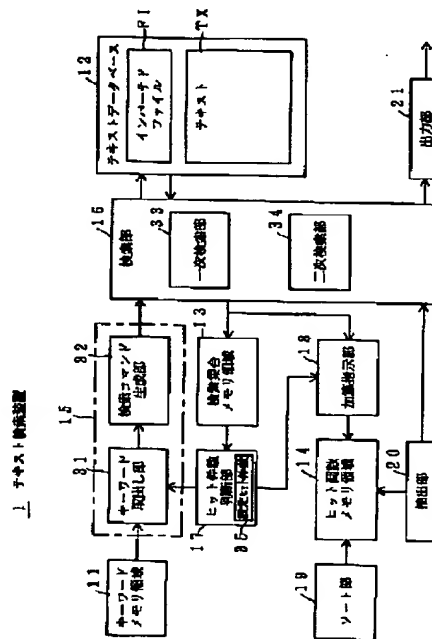 1 テキスト検索装置
キーワード
メモリ領域
11
キーワード
取出し部
31
検索コマンド
生成部
32
15
検索部
16
一次検索部
33
二次検索部
34
テキストデータベース
12
インバーテド
ファイル
FI
テキスト
TX
検索集合
メモリ領域
13
ヒット件数
判断部
17
35
加算指示部
18
ヒット回数
メモリ領域
14
ソート部
19
抽出部
20
出力部
21